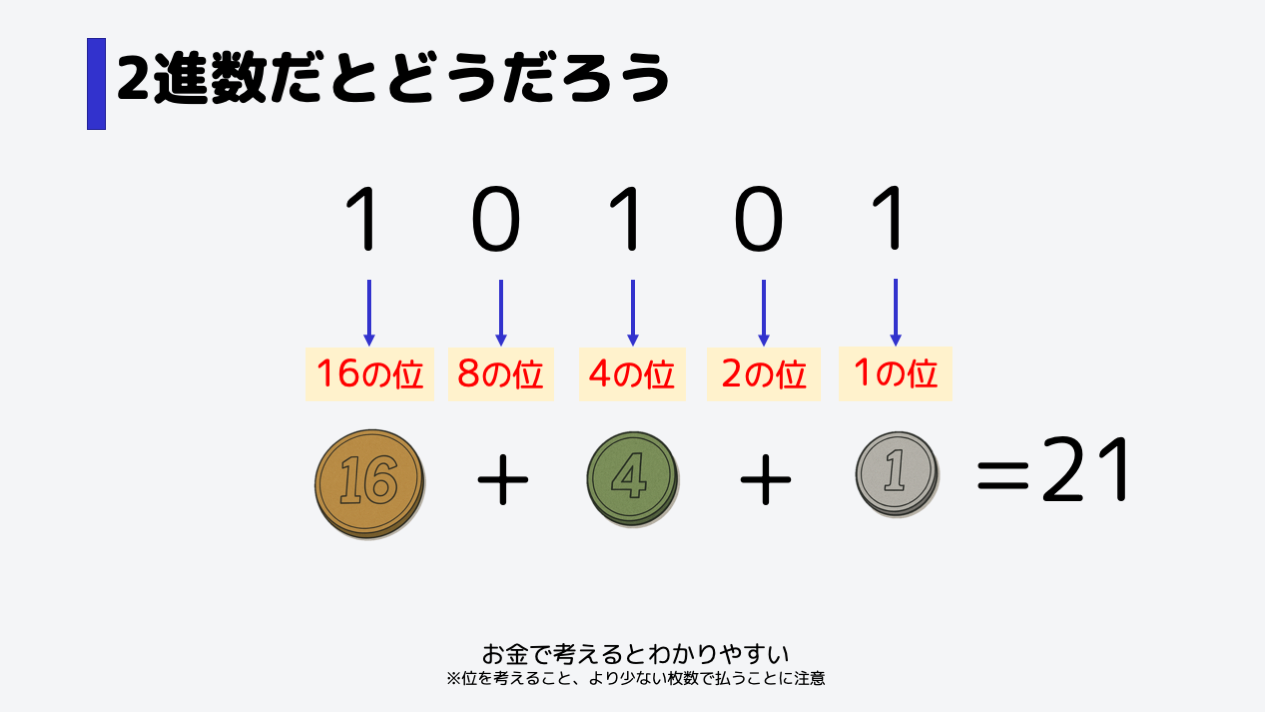 2進数だとどうだろう
1 0 1 0 1
16の位 8の位 4の位 2の位 1の位
16 + 4 + 1 =21
お金で考えるとわかりやすい
※位を考えること、より少ない枚数で払うことに注意